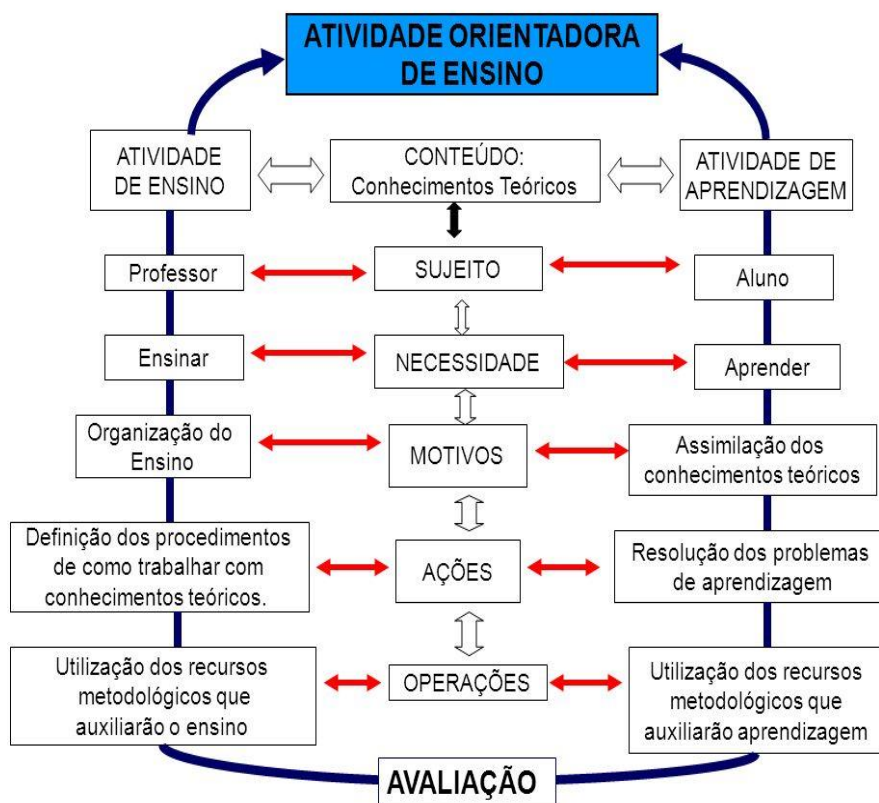 ATIVIDADE ORIENTADORA
DE ENSINO
ATIVIDADE
DE ENSINO
CONTEÚDO:
Conhecimentos Teóricos
ATIVIDADE DE
APRENDIZAGEM
Professor
SUJEITO
Aluno
Ensinar
NECESSIDADE
Aprender
Organização do
Ensino
MOTIVOS
Assimilação dos
conhecimentos teóricos
Definição dos procedimentos
de como trabalhar com
conhecimentos teóricos.
AÇÕES
Resolução dos problemas
de aprendizagem
Utilização dos recursos
metodológicos que
auxiliarão o ensino
OPERAÇÕES
Utilização dos recursos
metodológicos que
auxiliarão aprendizagem
AVALIAÇÃO